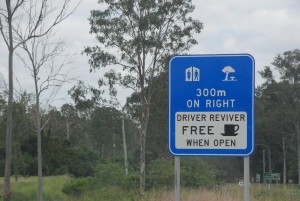 300m
ON RIGHT
DRIVER REVIVER
FREE
WHEN OPEN